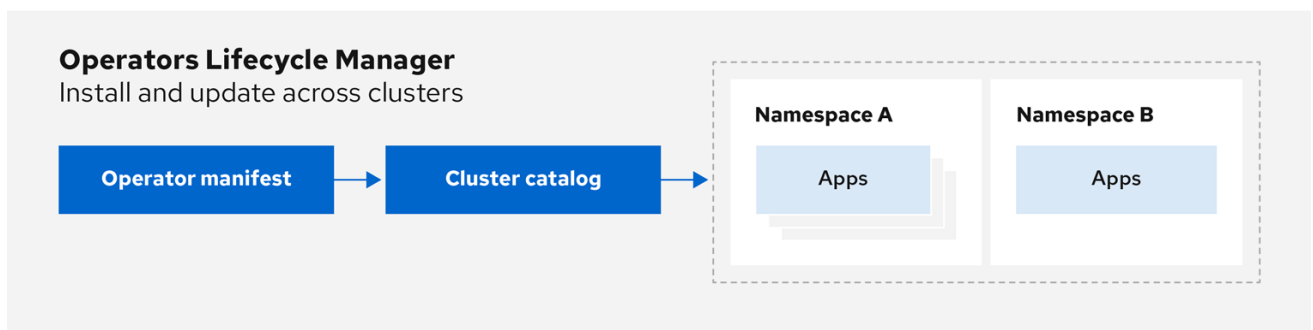 Operators Lifecycle Manager
Install and update across clusters
Operator manifest
Cluster catalog
Namespace A
Apps
Namespace B
Apps